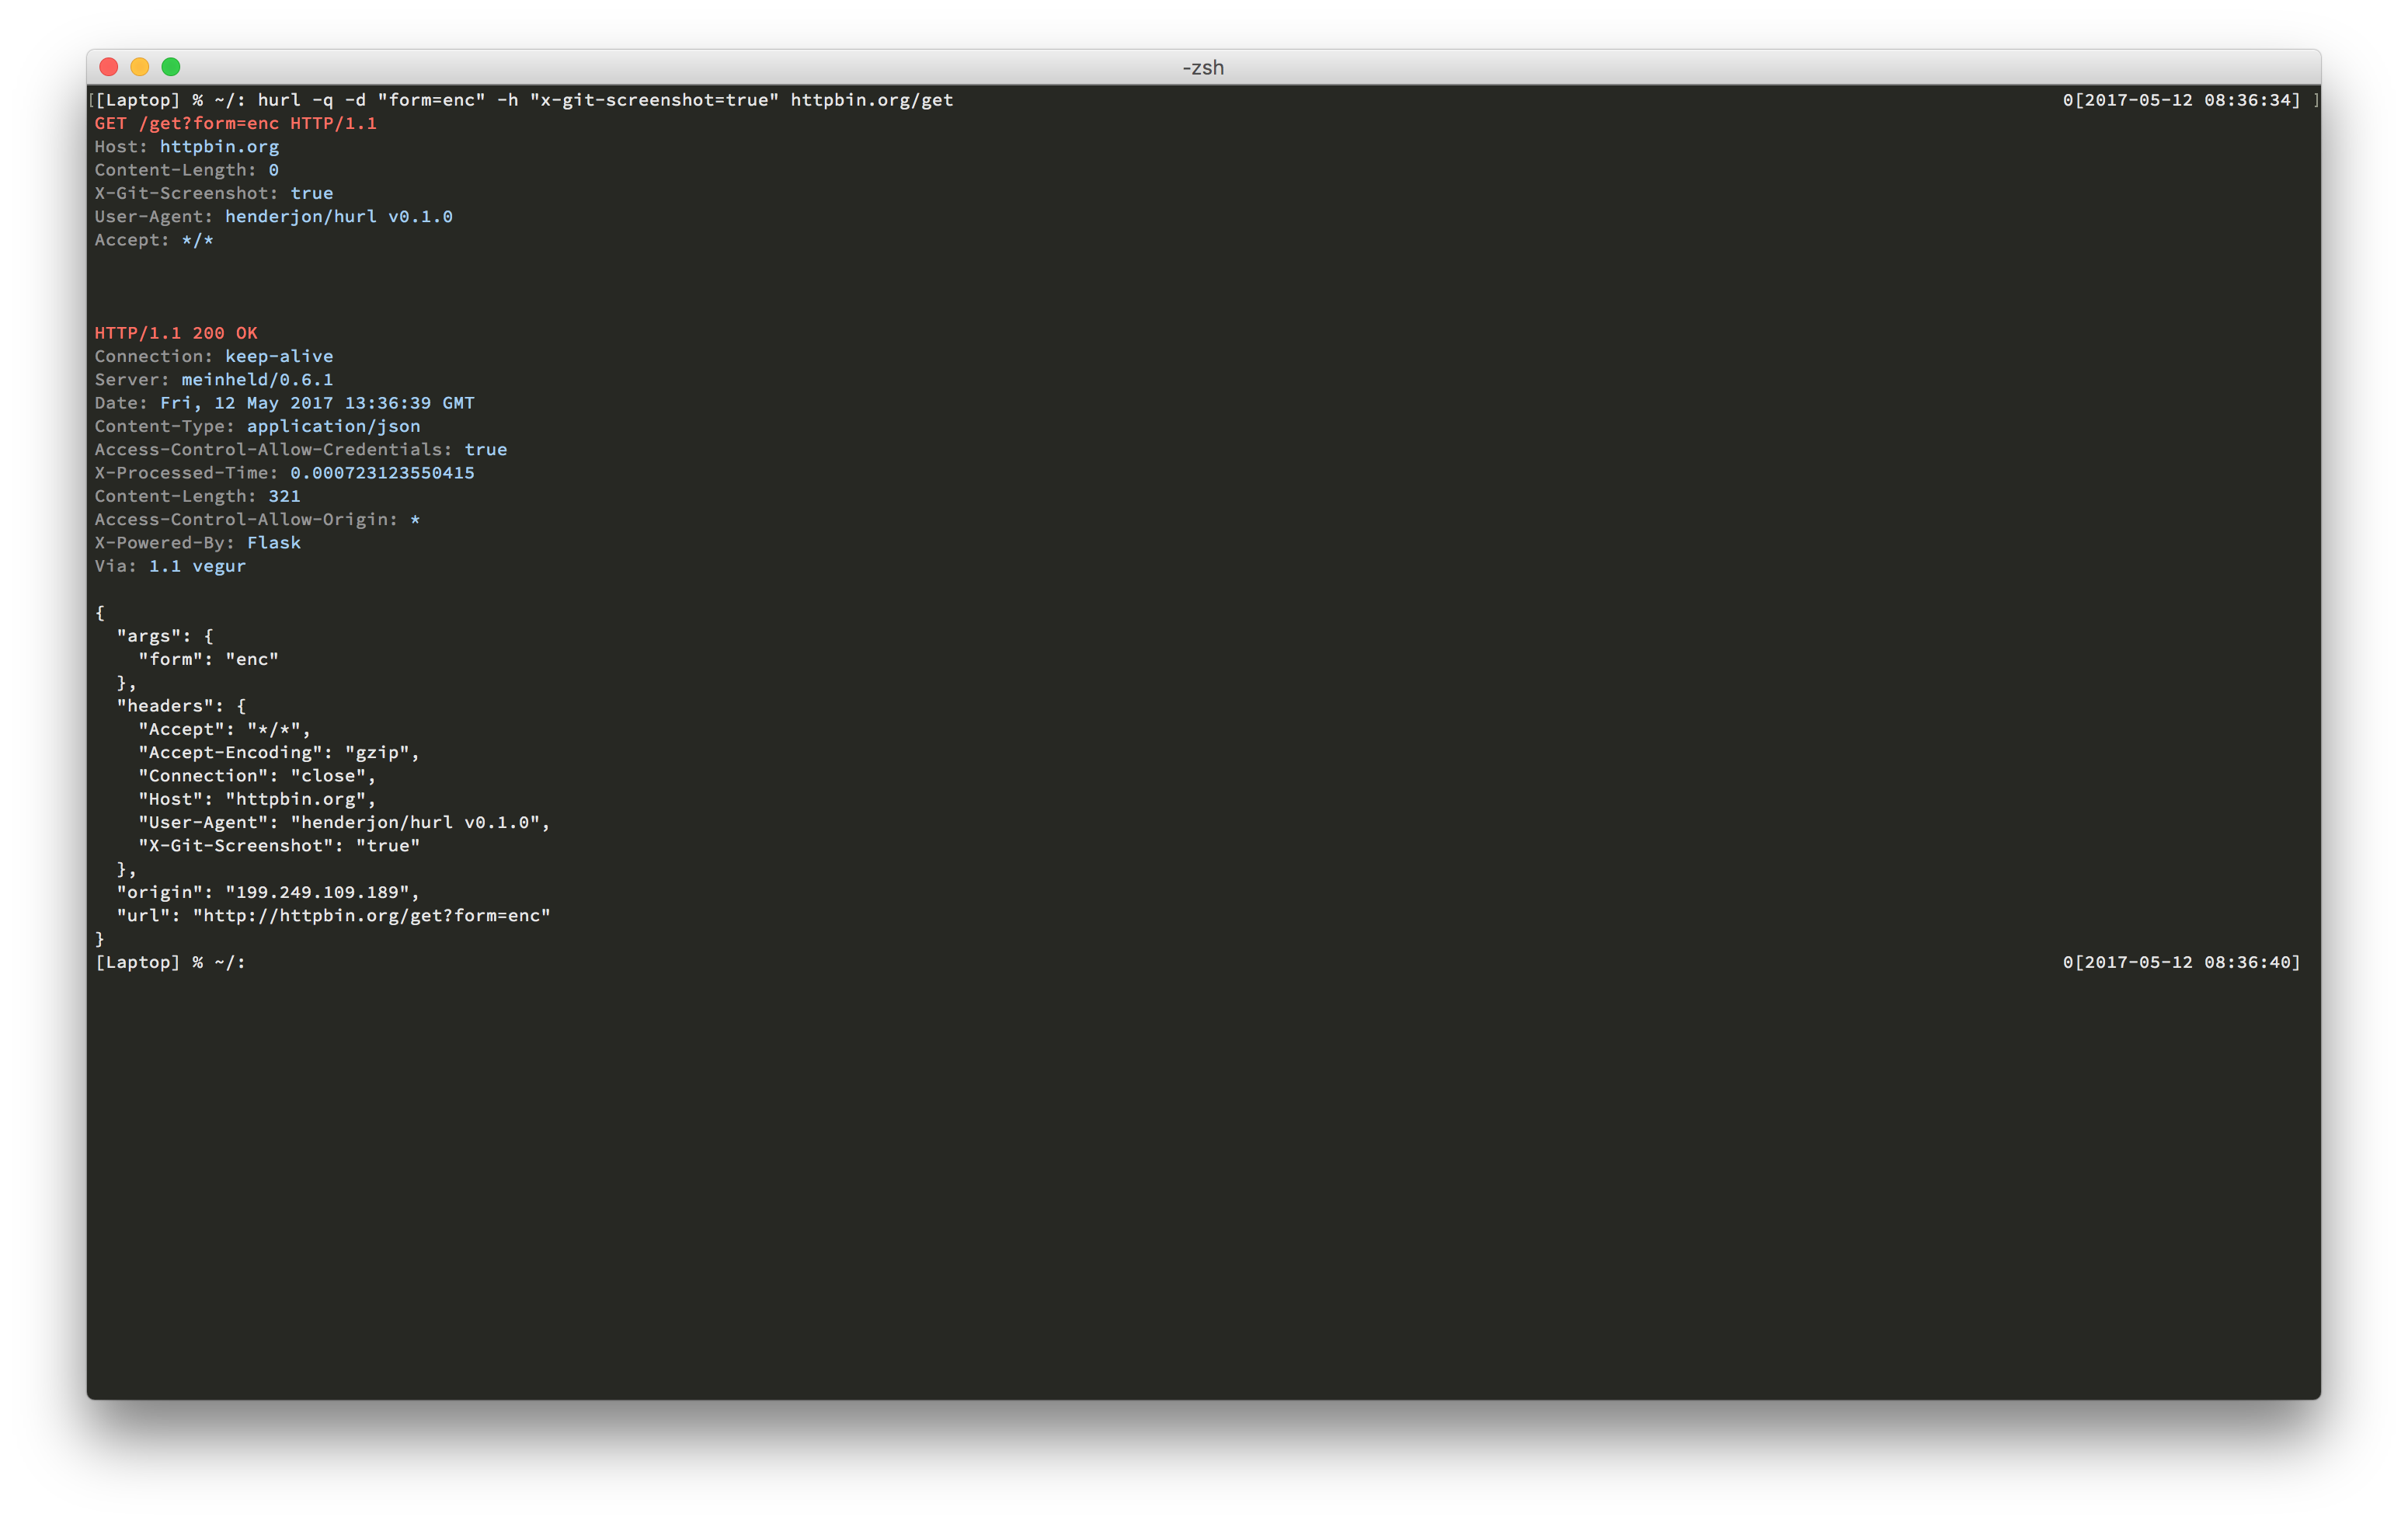 -zsh
[[Laptop] % ~/: hurl -q -d "form=enc" -h "x-git-screenshot=true" httpbin.org/get 0[2017-05-12 08:36:34] ]
GET /get?form=enc HTTP/1.1
Host: httpbin.org
Content-Length: 0
X-Git-Screenshot: true
User-Agent: henderjon/hurl v0.1.0
Accept: */*
HTTP/1.1 200 OK
Connection: keep-alive
Server: meinheld/0.6.1
Date: Fri, 12 May 2017 13:36:39 GMT
Content-Type: application/json
Access-Control-Allow-Credentials: true
X-Processed-Time: 0.000723123550415
Content-Length: 321
Access-Control-Allow-Origin: *
X-Powered-By: Flask
Via: 1.1 vegur
{
  "args": {
    "form": "enc"
  },
  "headers": {
    "Accept": "*/*",
    "Accept-Encoding": "gzip",
    "Connection": "close",
    "Host": "httpbin.org",
    "User-Agent": "henderjon/hurl v0.1.0",
    "X-Git-Screenshot": "true"
  },
  "origin": "199.249.109.189",
  "url": "http://httpbin.org/get?form=enc"
}
[Laptop] % ~/: 0[2017-05-12 08:36:40]